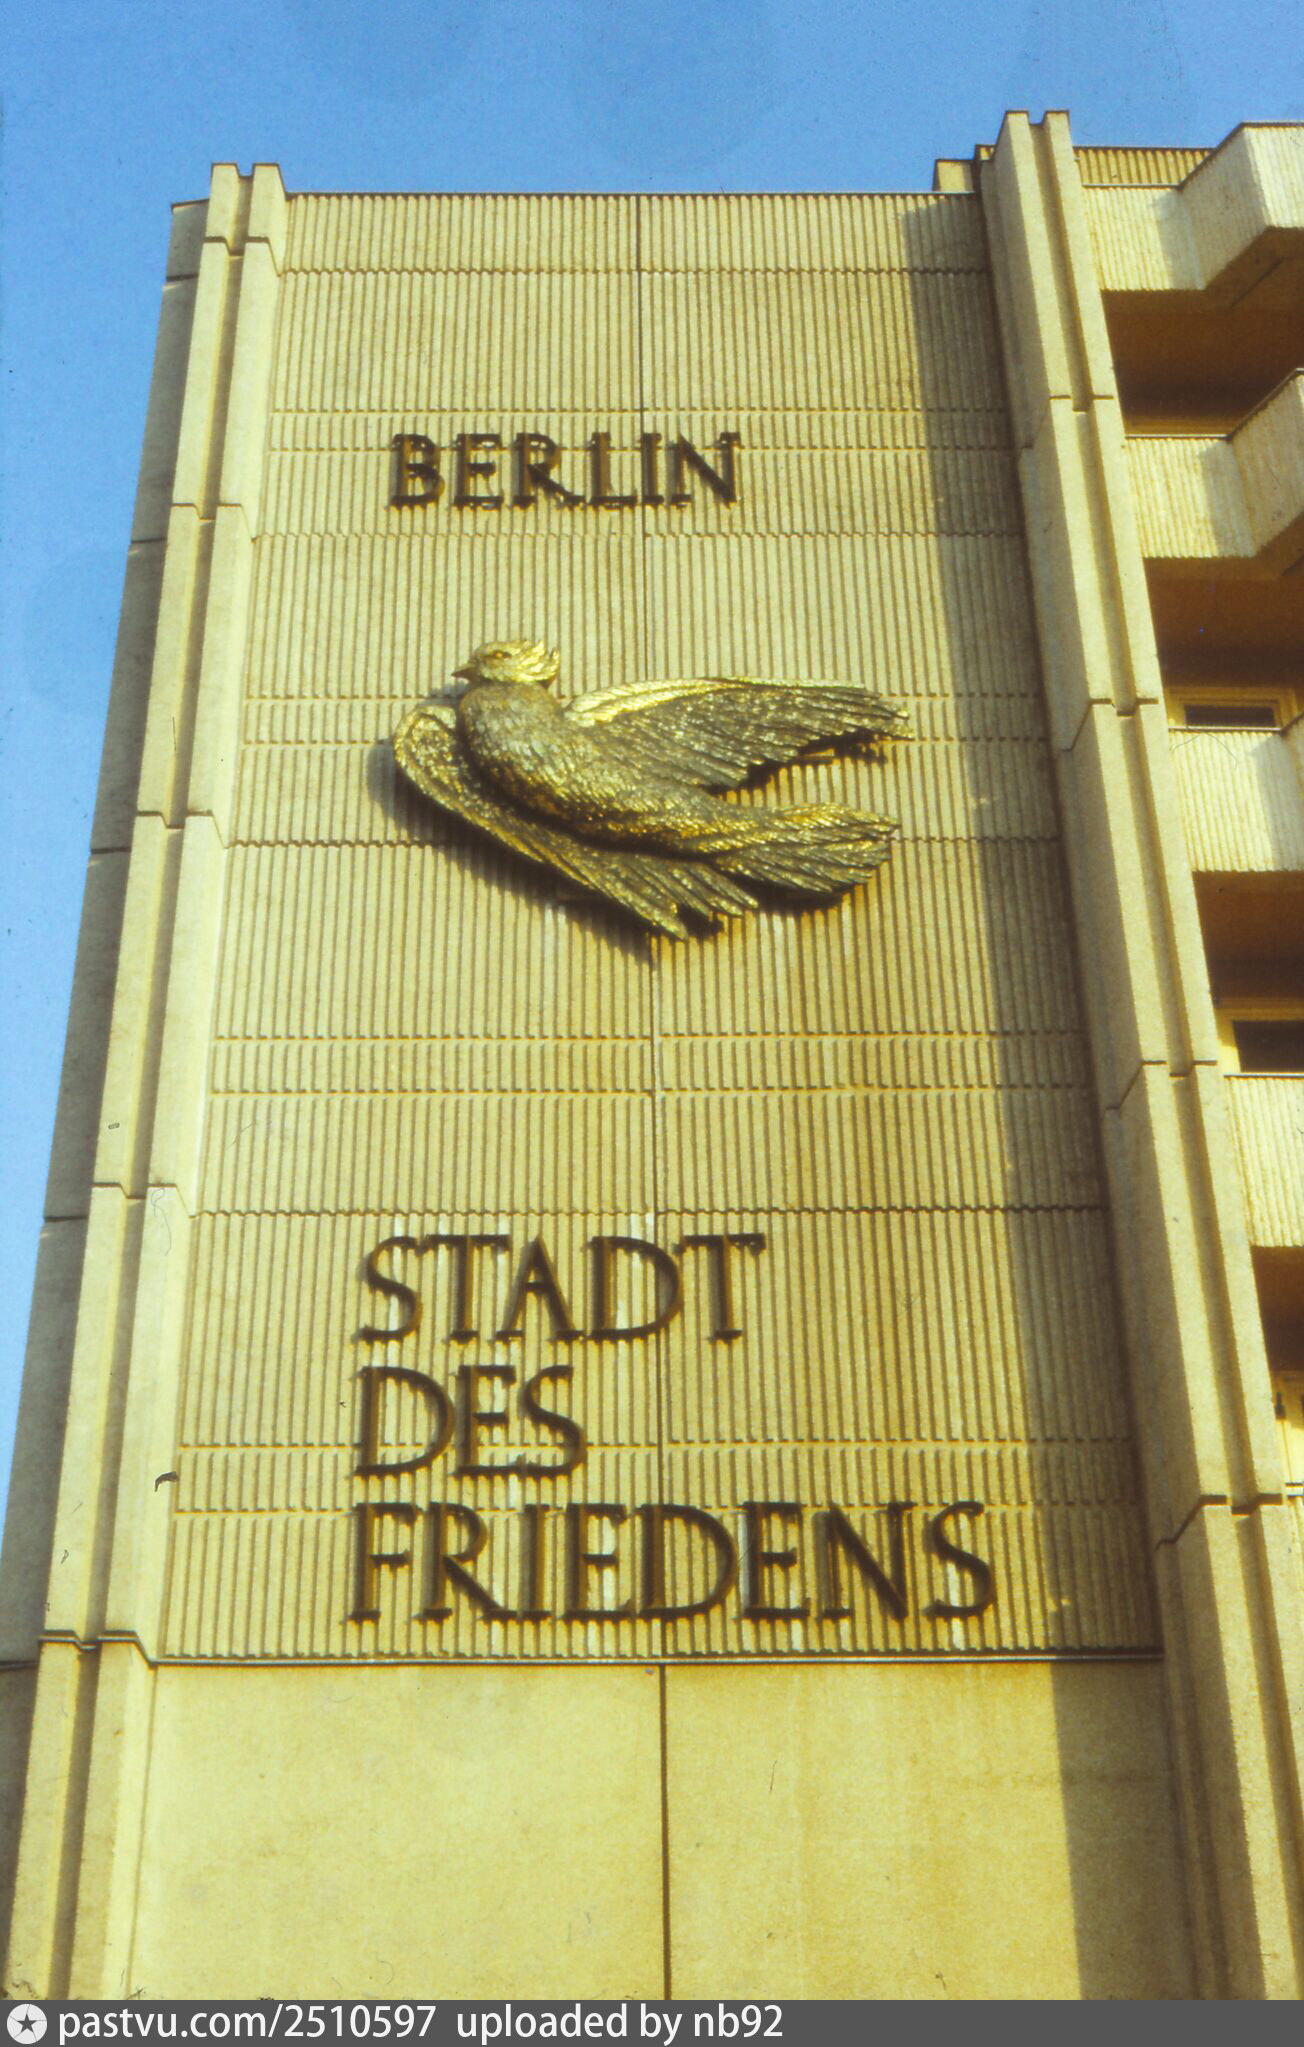 BERLIN
STADT
DES
FRIEDENS
pastvu.com/2510597 uploaded by nb92